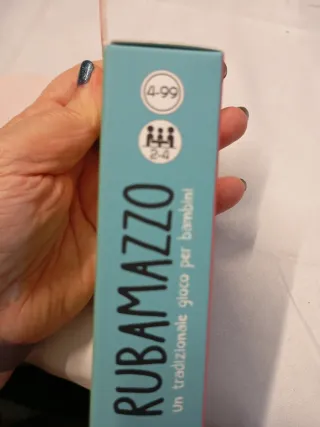 4-99
2-4
RUBAMAZZO
un tradizionale gioco per bambini